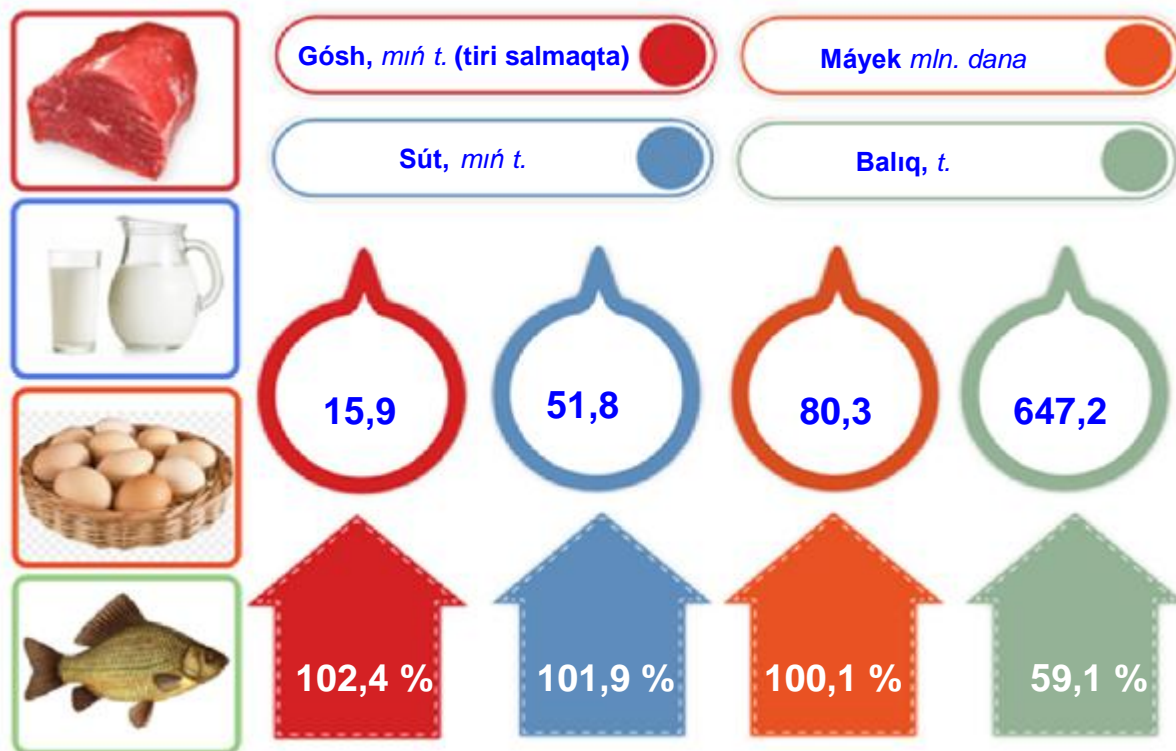 Gósh, mıń t. (tiri salmaqta)
Máyek mln. dana
Sút, mıń t.
Balıq, t.
15,9
51,8
80,3
647,2
102,4 %
101,9 %
100,1 %
59,1 %